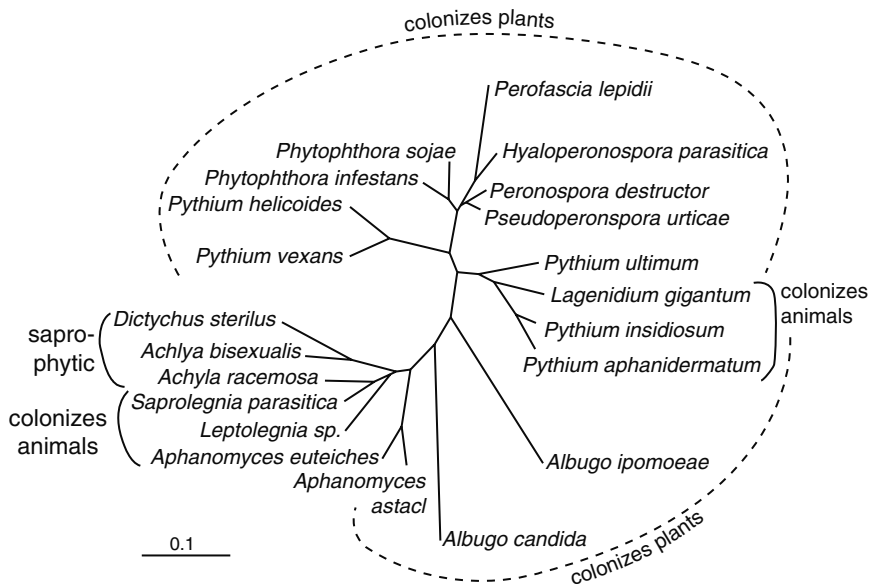 colonizes plants
Perofascia lepidii
Phytophthora sojae
Hyaloperonospora parasitica
Phytophthora infestans
Peronospora destructor
Pythium helicoides
Pseudoperonspora urticae
Pythium vexans
Pythium ultimum
Lagenidium gigantum
colonizes
animals
Pythium insidiosum
Pythium aphanidermatum
Dictychus sterilus
sapro-
phytic
Achlya bisexualis
Achyla racemosa
Saprolegnia parasitica
colonizes
animals
Leptolegnia sp.
Aphanomyces euteiches
Aphanomyces
astacl
Albugo ipomoeae
Albugo candida
colonizes plants
0.1